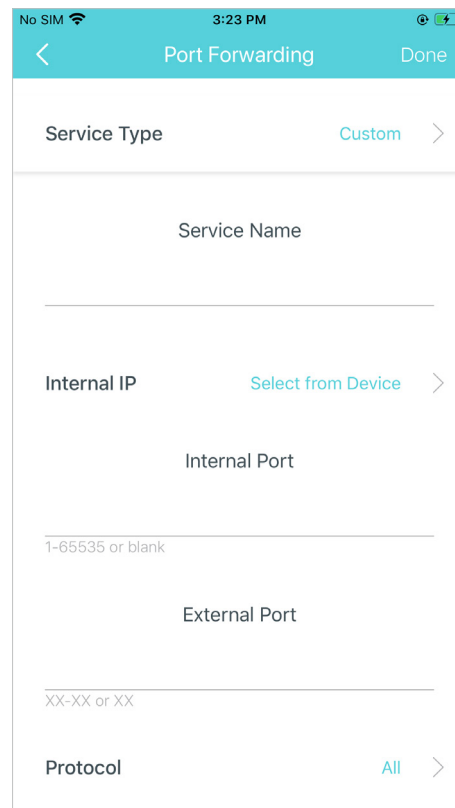 No SIM 3:23 PM
Port Forwarding Done
Service Type Custom
Service Name
Internal IP Select from Device
Internal Port
1-65535 or blank
External Port
XX-XX or XX
Protocol All